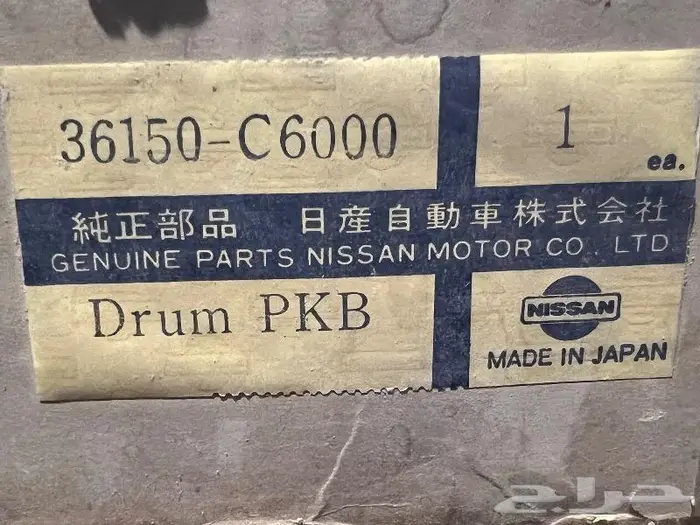 36150-C6000
1
ea.
純正部品 日産自動車株式会社
GENUINE PARTS NISSAN MOTOR CO., LTD.
Drum PKB
NISSAN
MADE IN JAPAN
حراج